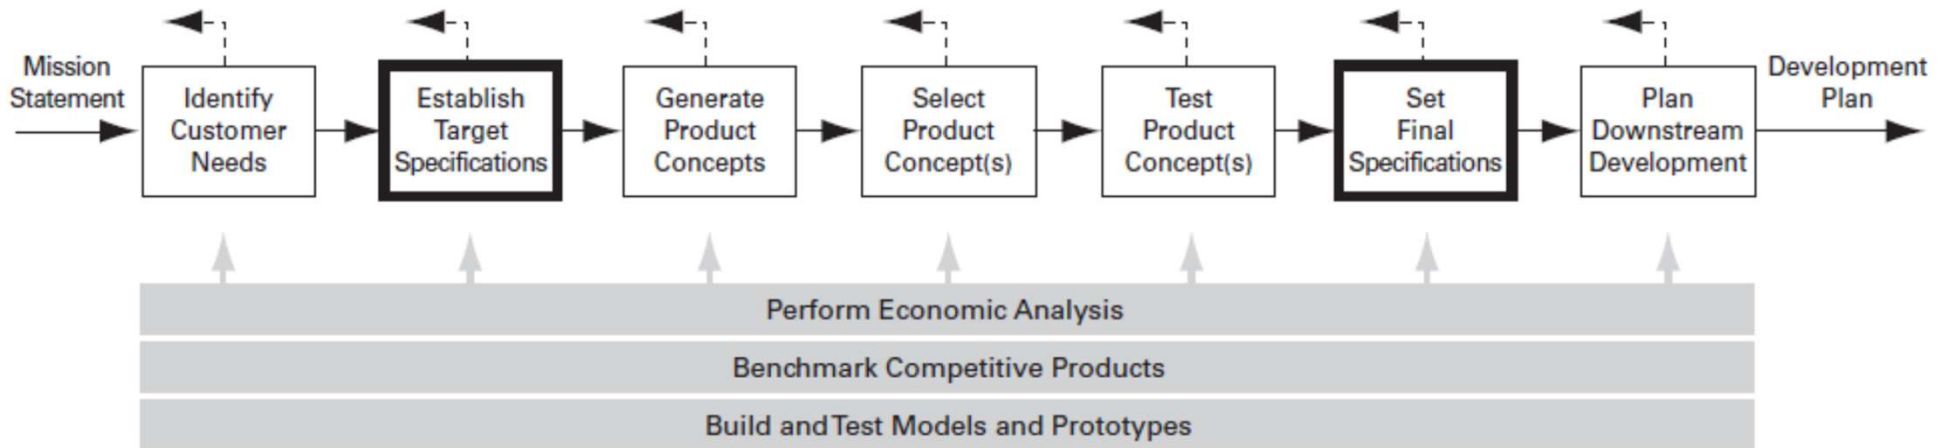 Mission
Statement
Identify
Customer
Needs
Establish
Target
Specifications
Generate
Product
Concepts
Select
Product
Concept(s)
Test
Product
Concept(s)
Set
Final
Specifications
Plan
Downstream
Development
Development
Plan
Perform Economic Analysis
Benchmark Competitive Products
Build and Test Models and Prototypes